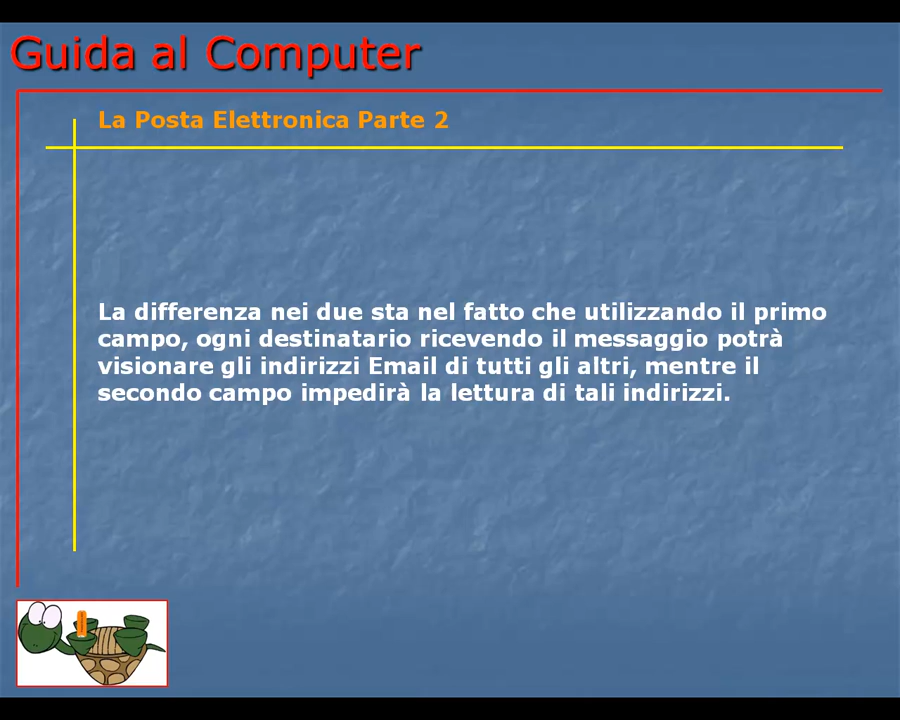 Guida al Computer
La Posta Elettronica Parte 2
La differenza nei due sta nel fatto che utilizzando il primo
campo, ogni destinatario ricevendo il messaggio potrà
visionare gli indirizzi Email di tutti gli altri, mentre il
secondo campo impedirà la lettura di tali indirizzi.